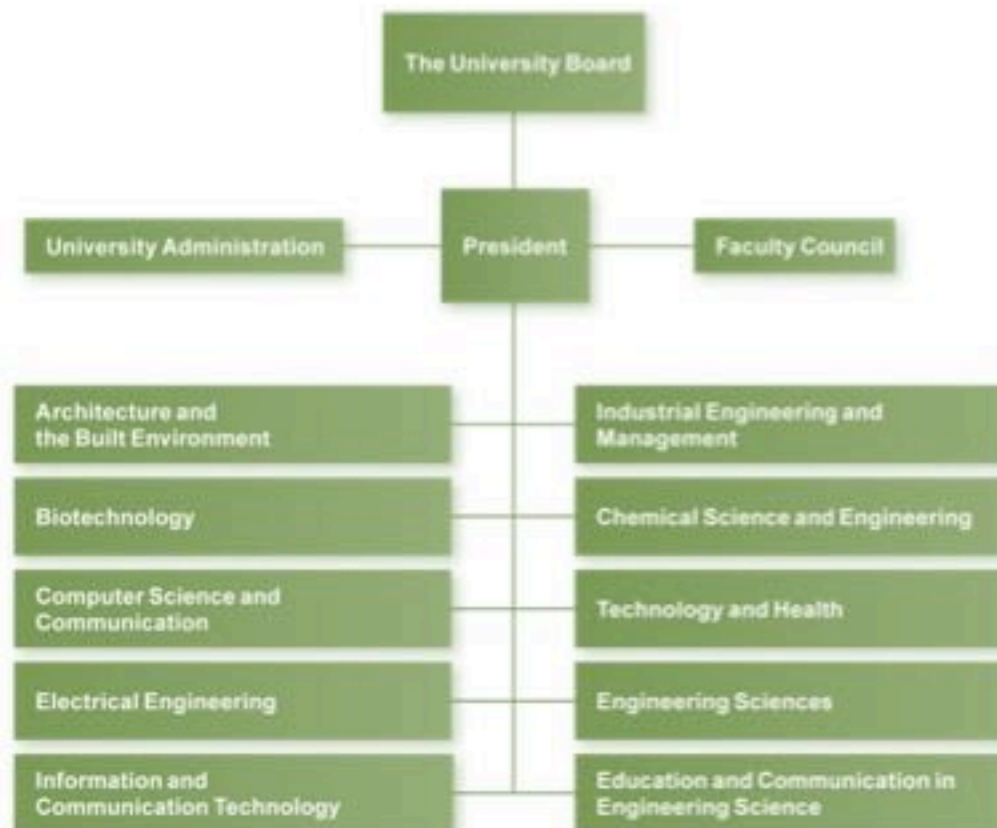 The University Board
University Administration
President
Faculty Council
Architecture and
the Built Environment
Industrial Engineering and
Management
Biotechnology
Chemical Science and Engineering
Computer Science and
Communication
Technology and Health
Electrical Engineering
Engineering Sciences
Information and
Communication Technology
Education and Communication in
Engineering Science